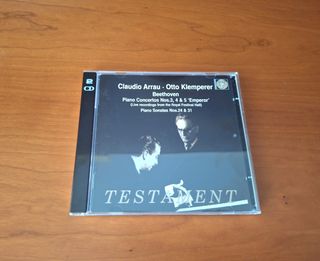 2
CD
Claudio Arrau · Otto Klemperer
Beethoven
Piano Concertos Nos.3, 4 & 5 'Emperor'
(Live recordings from the Royal Festival Hall)
Piano Sonatas Nos.24 & 31
TESTAMENT